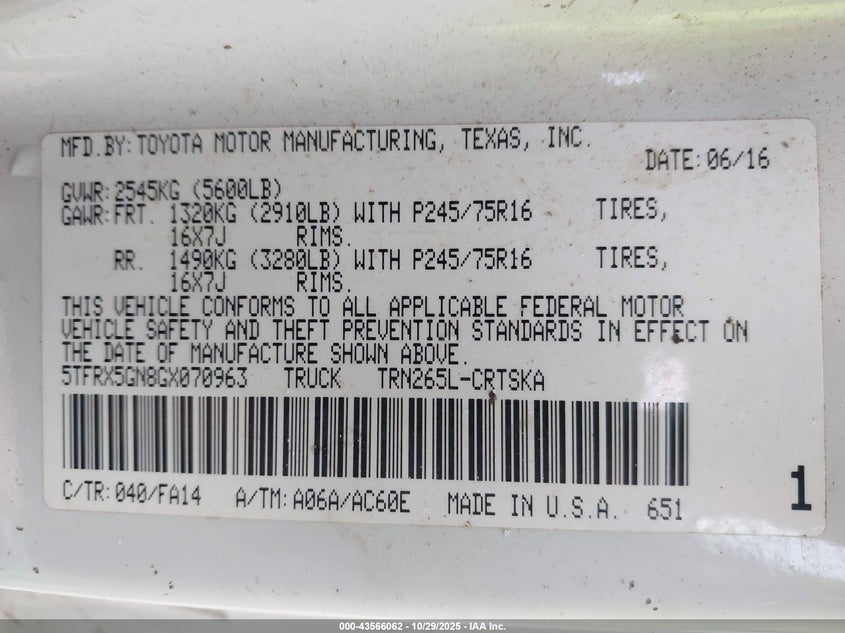 MFD.BY:TOYOTA MOTOR MANUFACTURING, TEXAS, INC.
DATE:06/16
GVWR:2545KG (5600LB)
GAWR:FRT. 1320KG (2910LB) WITH P245/75R16 TIRES,
16X7J RIMS.
RR. 1490KG (3280LB) WITH P245/75R16 TIRES,
16X7J RIMS.
THIS VEHICLE CONFORMS TO ALL APPLICABLE FEDERAL MOTOR
VEHICLE SAFETY AND THEFT PREVENTION STANDARDS IN EFFECT ON
THE DATE OF MANUFACTURE SHOWN ABOVE.
5TFRX5GN8GX070963 TRUCK TRN265L-CRTSKA
C/TR:040/FA14 A/TM:A06A/AC60E MADE IN U.S.A. 651
1
000-43566062 - 10/29/2025 - IAA Inc.